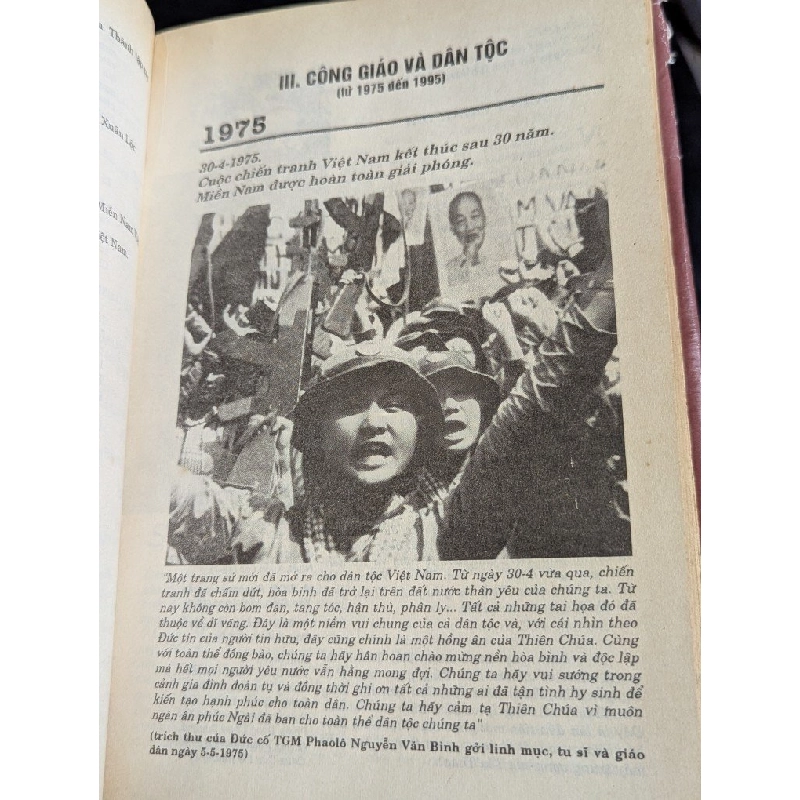 Thành
Xuân Lộc
Miền Nam
ệt Nam.
III. CÔNG GIÁO VÀ DÂN TỘC
(từ 1975 đến 1995)
1975
30-4-1975.
Cuộc chiến tranh Việt Nam kết thúc sau 30 năm.
Miền Nam được hoàn toàn giải phóng.
"Một trang sử mới đã mở ra cho dân tộc Việt Nam. Từ ngày 30-4 vừa qua, chiến
tranh đã chấm dứt, hòa bình đã trở lại trên đất nước thân yêu của chúng ta. Từ
nay không còn bom đạn, tang tóc, hận thù, phân ly... Tất cả những tai họa đó đã
thuộc về dĩ vãng. Đây là một niềm vui chung của cả dân tộc và, với cái nhìn theo
Đức tin của người tín hữu, đây cũng chính là một hồng ân của Thiên Chúa. Cùng
với toàn thể đồng bào, chúng ta hãy hân hoan chào mừng nền hòa bình và độc lập
mà hết mọi người yêu nước vẫn hằng mong đợi. Chúng ta hãy vui sướng trong
cảnh gia đình đoàn tụ và đồng thời ghi ơn tất cả những ai đã tận tình hy sinh để
kiến tạo hạnh phúc cho toàn dân. Chúng ta hãy cảm tạ Thiên Chúa vì muôn
ngàn ân phúc Ngài đã ban cho toàn thể dân tộc chúng ta"
(trích thư của Đức cố TGM Phaolô Nguyễn Văn Bình gởi linh mục, tu sĩ và giáo
dân ngày 5-5-1975)